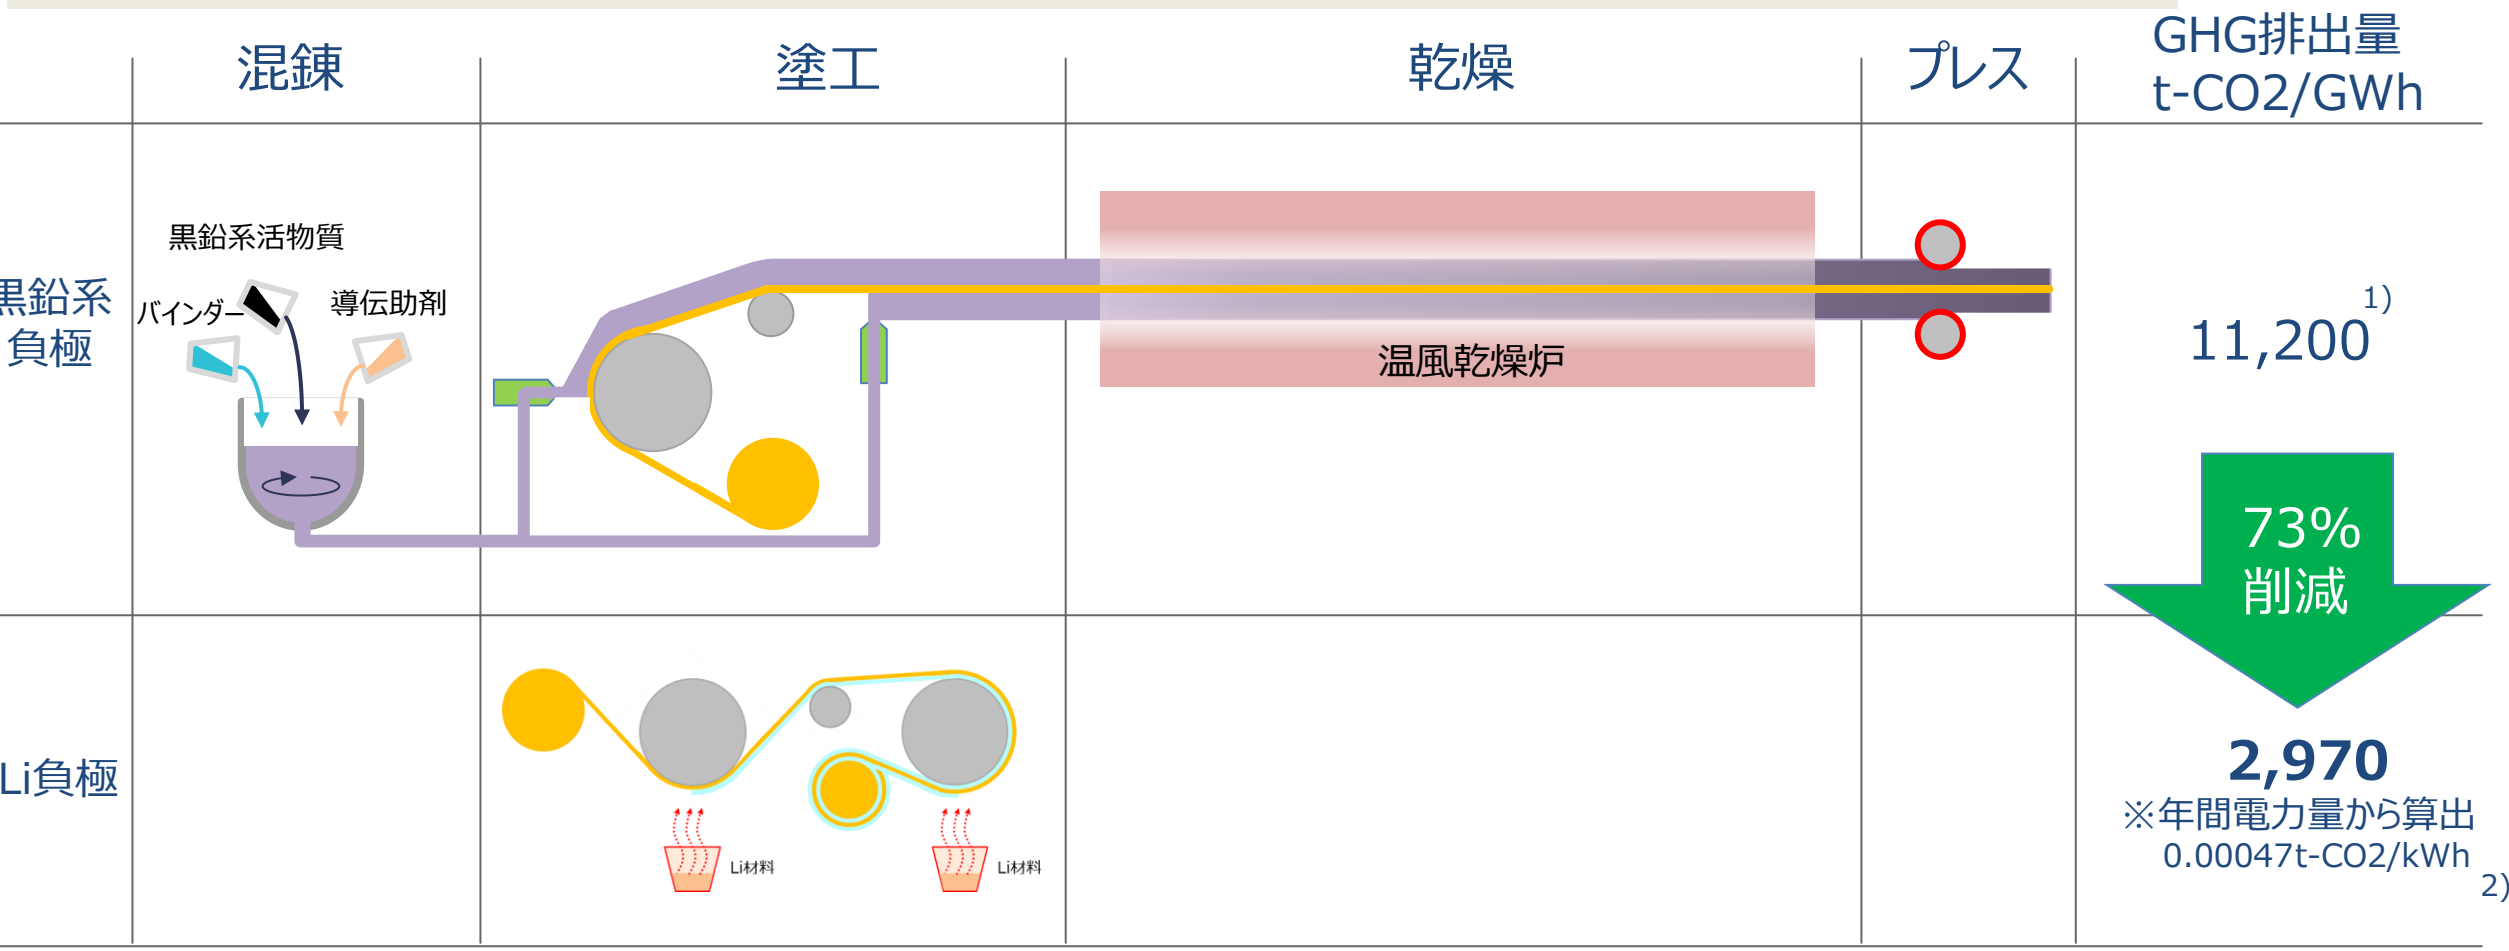 混錬
塗工
乾燥
プレス
GHG排出量
t-CO2/GWh
黒鉛系
負極
黒鉛系活物質
バインダー
導伝助剤
温風乾燥炉
11,200 1)
73%
削減
Li負極
Li材料
Li材料
2,970
※年間電力量から算出
0.00047t-CO2/kWh
2)